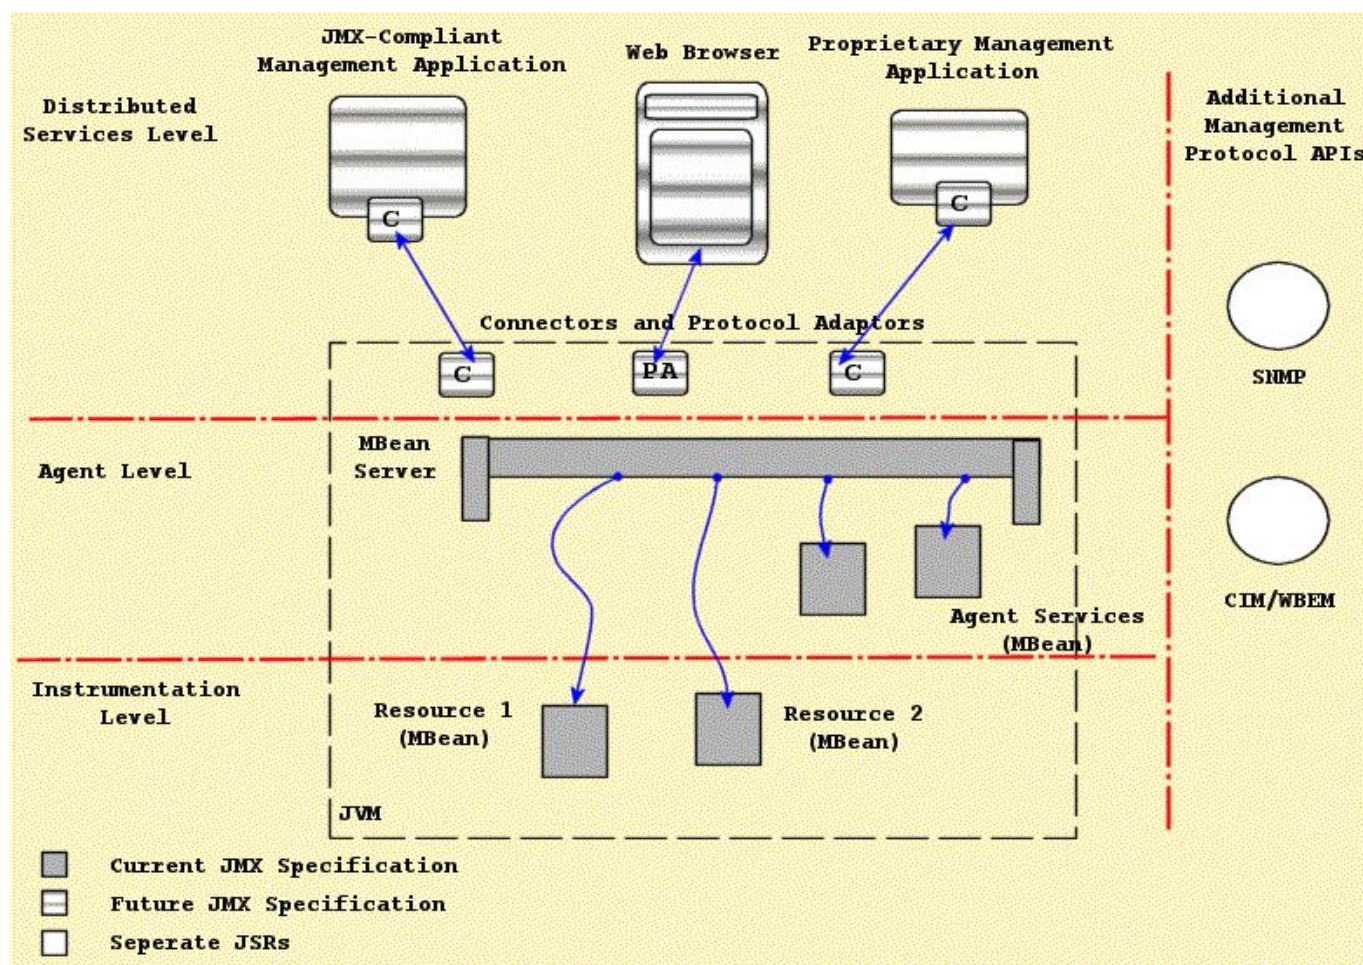 JMX-Compliant
Management Application
Web Browser
Proprietary Management
Application
Distributed
Services Level
Additional
Management
Protocol APIs
C
C
Connectors and Protocol Adaptors
C
PA
C
SNMP
MBean
Server
Agent Level
CIM/WBEM
Agent Services
(MBean)
Instrumentation
Level
Resource 1
(MBean)
Resource 2
(MBean)
JVM
Current JMX Specification
Future JMX Specification
Seperate JSRs